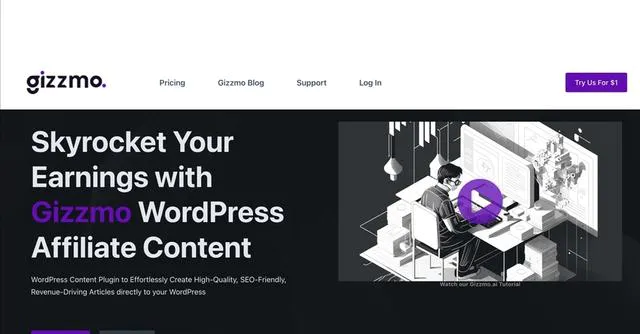 gizzmo.
Pricing
Gizzmo Blog
Support
Log In
Try Us For $1
Skyrocket Your
Earnings with
Gizzmo WordPress
Affiliate Content
WordPress Content Plugin to Effortlessly Create High-Quality, SEO-Friendly,
Revenue-Driving Articles directly to your WordPress
Watch our Gizzmo.ai Tutorial